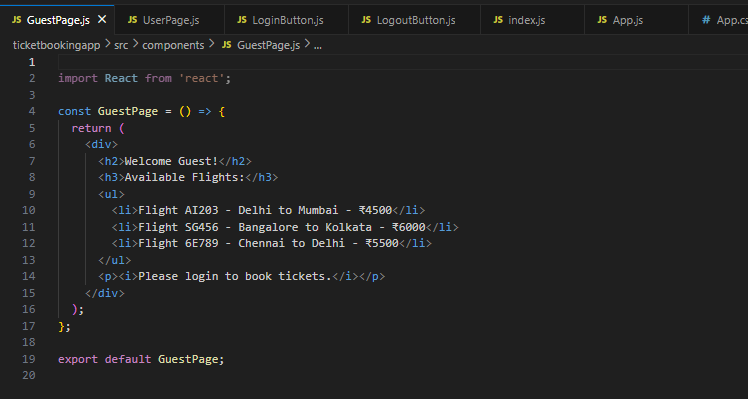 JS GuestPage.js × JS UserPage.js JS LoginButton.js JS LogoutButton.js JS index.js JS App.js # App.cs
ticketbookingapp > src > components > JS GuestPage.js > ...
1
2 import React from 'react';
3
4 const GuestPage = () => {
5 return (
6 <div>
7 <h2>Welcome Guest!</h2>
8 <h3>Available Flights:</h3>
9 <ul>
10 <li>Flight AI203 - Delhi to Mumbai - ₹4500</li>
11 <li>Flight SG456 - Bangalore to Kolkata - ₹6000</li>
12 <li>Flight 6E789 - Chennai to Delhi - ₹5500</li>
13 </ul>
14 <p><i>Please login to book tickets.</i></p>
15 </div>
16 );
17 };
18
19 export default GuestPage;
20